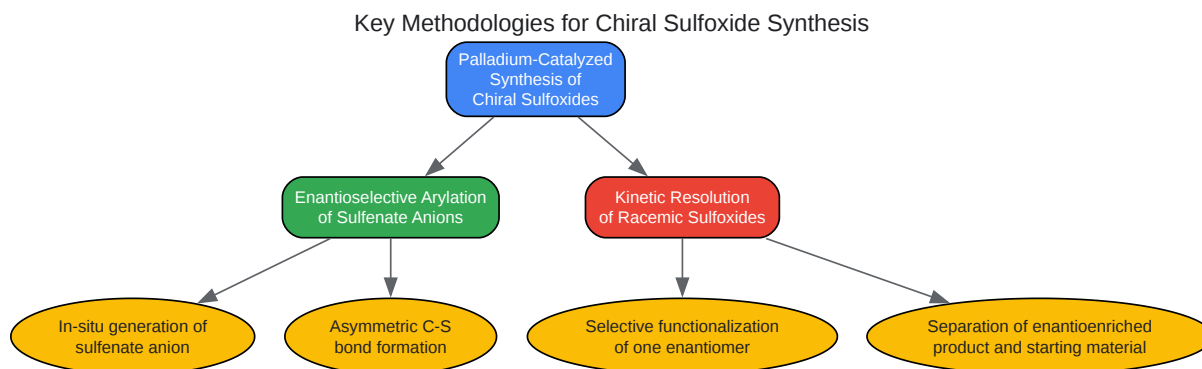 Key Methodologies for Chiral Sulfoxide Synthesis
Palladium-Catalyzed
Synthesis of
Chiral Sulfoxides
Enantioselective Arylation
of Sulfenate Anions
Kinetic Resolution
of Racemic Sulfoxides
In-situ generation of
sulfenate anion
Asymmetric C-S
bond formation
Selective functionalization
of one enantiomer
Separation of enantioenriched
product and starting material